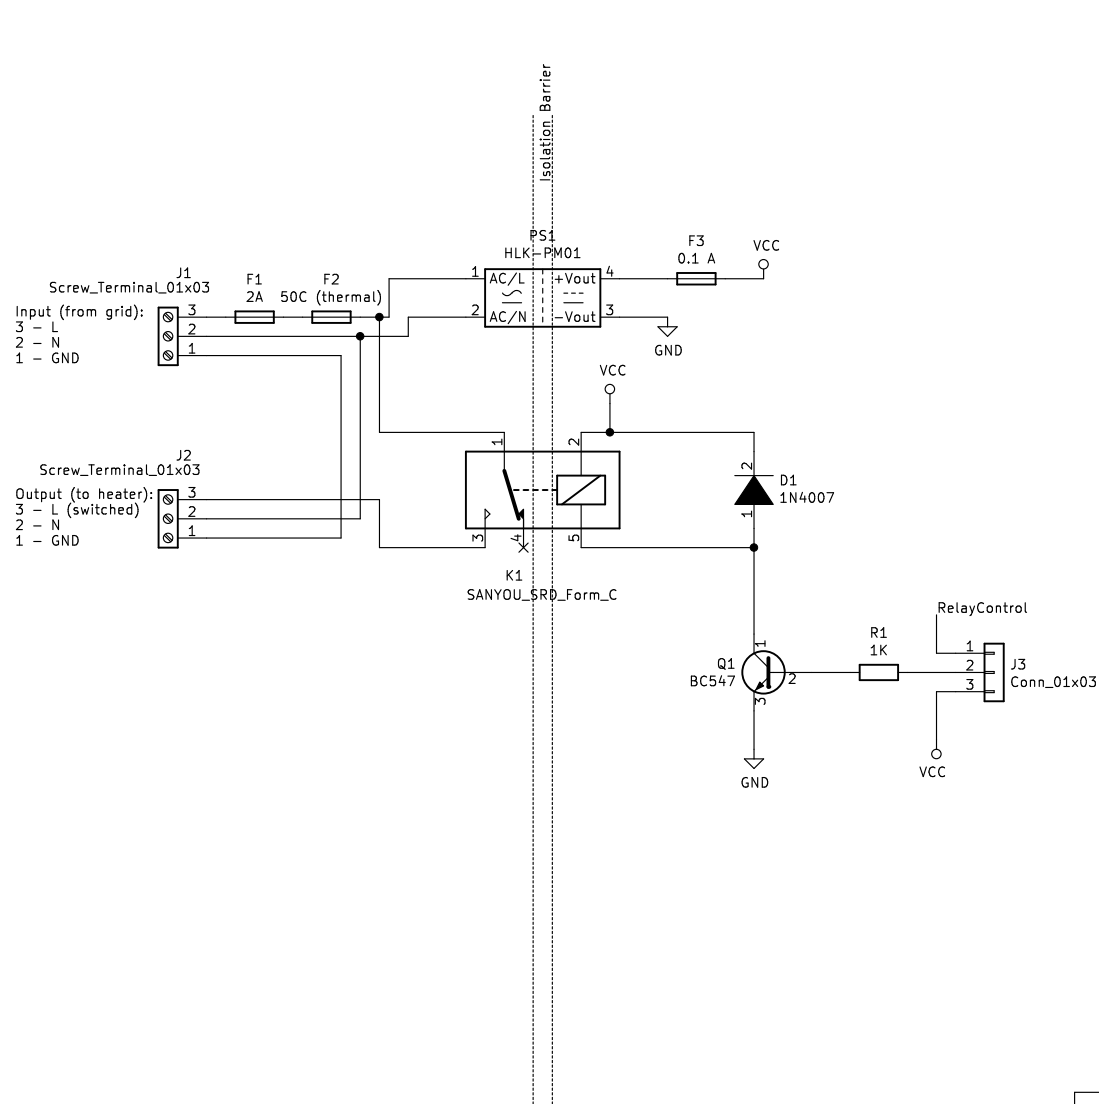 Isolation Barrier
PS1
HLK-PM01
1 AC/L +Vout 4
2 AC/N -Vout 3
F3
0.1 A
VCC
GND
J1
Screw_Terminal_01x03
Input (from grid):
3 - L
2 - N
1 - GND
3
2
1
F1
2A
F2
50C (thermal)
VCC
J2
Screw_Terminal_01x03
Output (to heater):
3 - L (switched)
2 - N
1 - GND
3
2
1
1
2
3
4
5
K1
SANYOU_SRD_Form_C
2
D1
1N4007
1
Q1
BC547
1
2
3
GND
R1
1K
RelayControl
1
2
3
J3
Conn_01x03
VCC